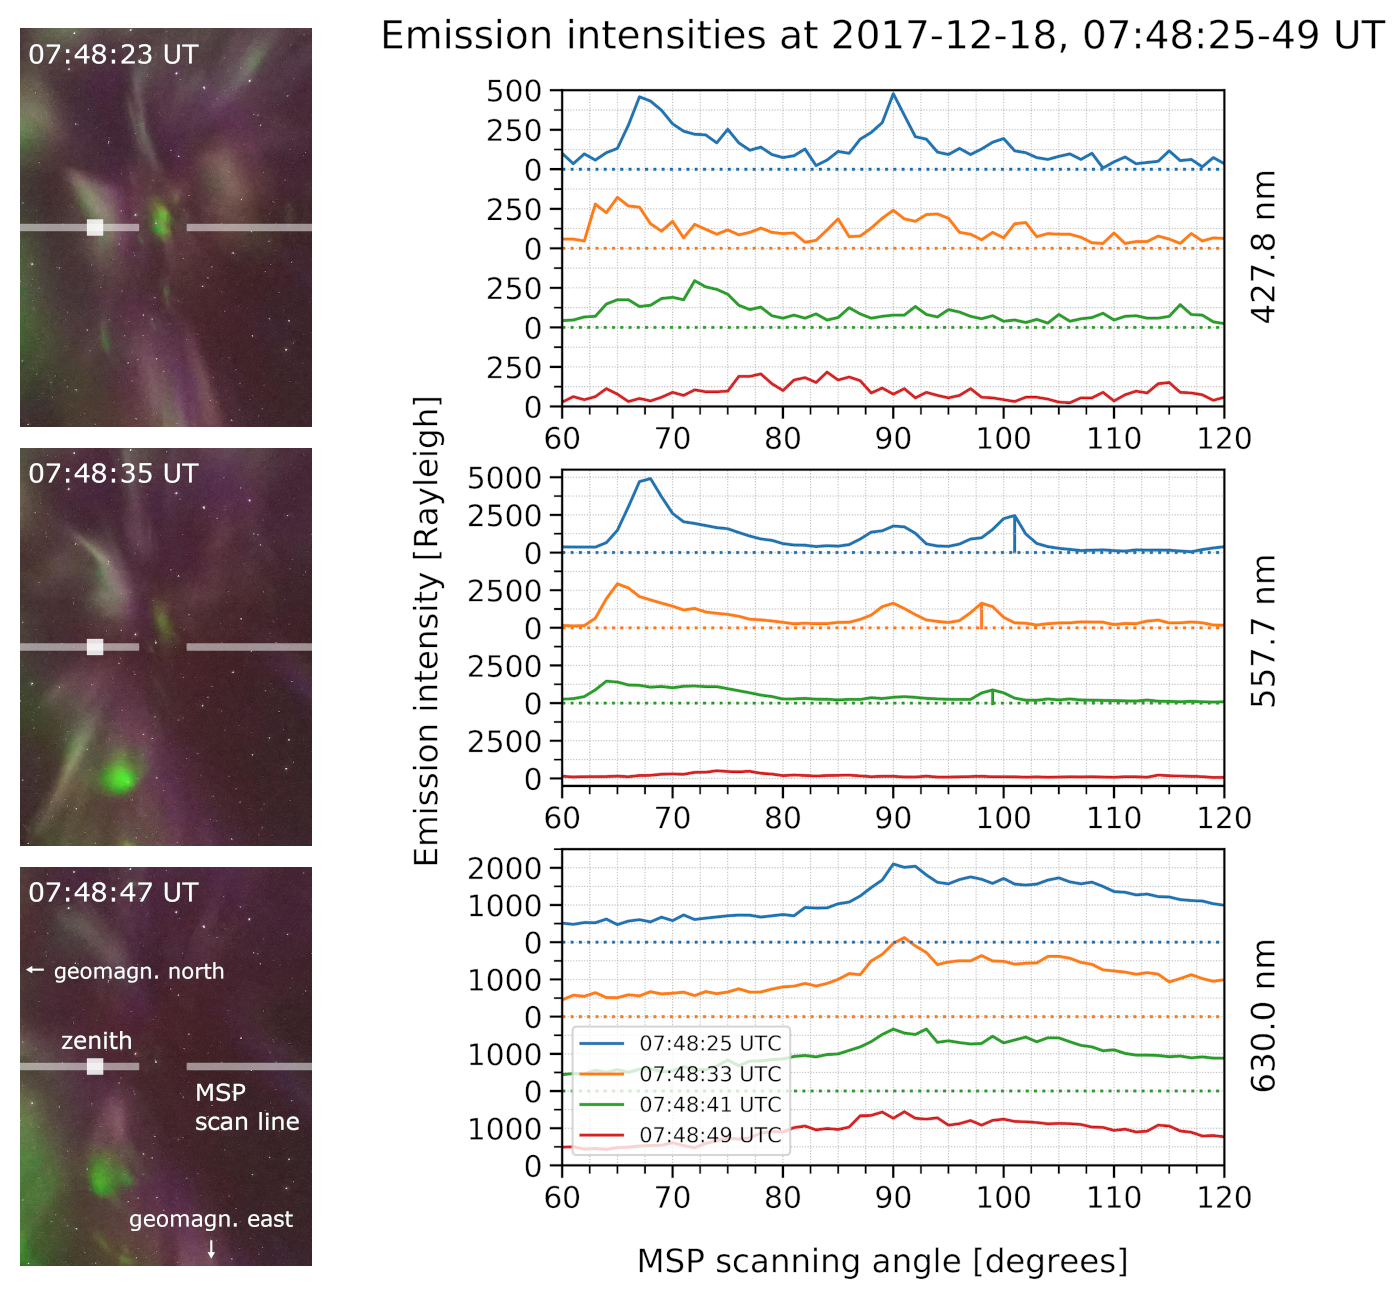 07:48:23 UT
07:48:35 UT
07:48:47 UT
← geomagn. north
zenith
MSP
scan line
geomagn. east
↓
Emission intensities at 2017-12-18, 07:48:25-49 UT
Emission intensity [Rayleigh]
500
250
0
250
0
250
0
250
0
60 70 80 90 100 110 120
427.8 nm
5000
2500
0
2500
0
2500
0
2500
0
60 70 80 90 100 110 120
557.7 nm
2000
1000
0
1000
0
1000
0
1000
0
07:48:25 UTC
07:48:33 UTC
07:48:41 UTC
07:48:49 UTC
60 70 80 90 100 110 120
630.0 nm
MSP scanning angle [degrees]